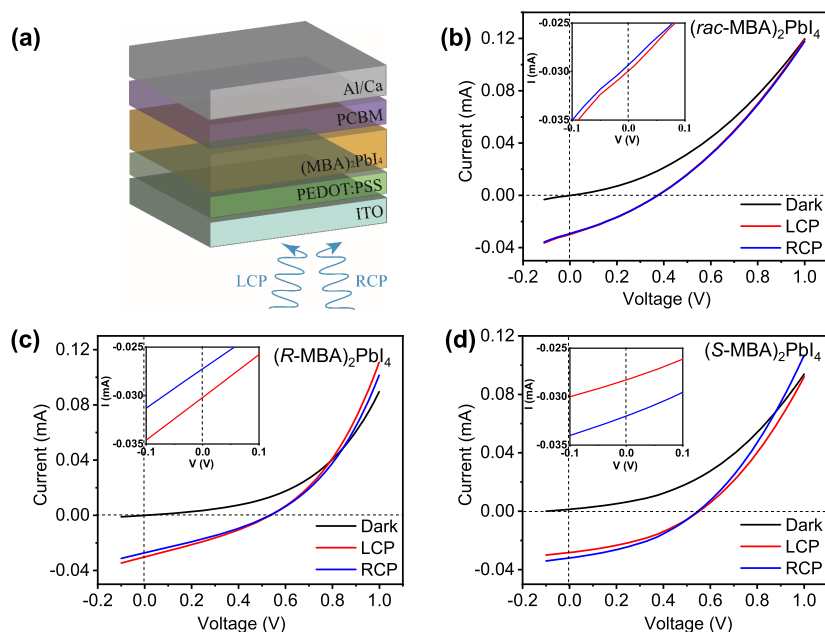 (a)
Al/Ca
PCBM
(MBA)₂PbI₄
PEDOT:PSS
ITO
LCP
RCP
(b)
(rac-MBA)₂PbI₄
0.12
0.08
0.04
0.00
-0.04
Current (mA)
-0.2 0.0 0.2 0.4 0.6 0.8 1.0
Voltage (V)
-0.025
-0.030
-0.035
I (mA)
-0.1 0.0 0.1
V (V)
Dark
LCP
RCP
(c)
(R-MBA)₂PbI₄
0.12
0.08
0.04
0.00
-0.04
Current (mA)
-0.2 0.0 0.2 0.4 0.6 0.8 1.0
Voltage (V)
-0.025
-0.030
-0.035
I (mA)
-0.1 0.0 0.1
V (V)
Dark
LCP
RCP
(d)
(S-MBA)₂PbI₄
0.12
0.08
0.04
0.00
-0.04
Current (mA)
-0.2 0.0 0.2 0.4 0.6 0.8 1.0
Voltage (V)
-0.025
-0.030
-0.035
I (mA)
-0.1 0.0 0.1
V (V)
Dark
LCP
RCP